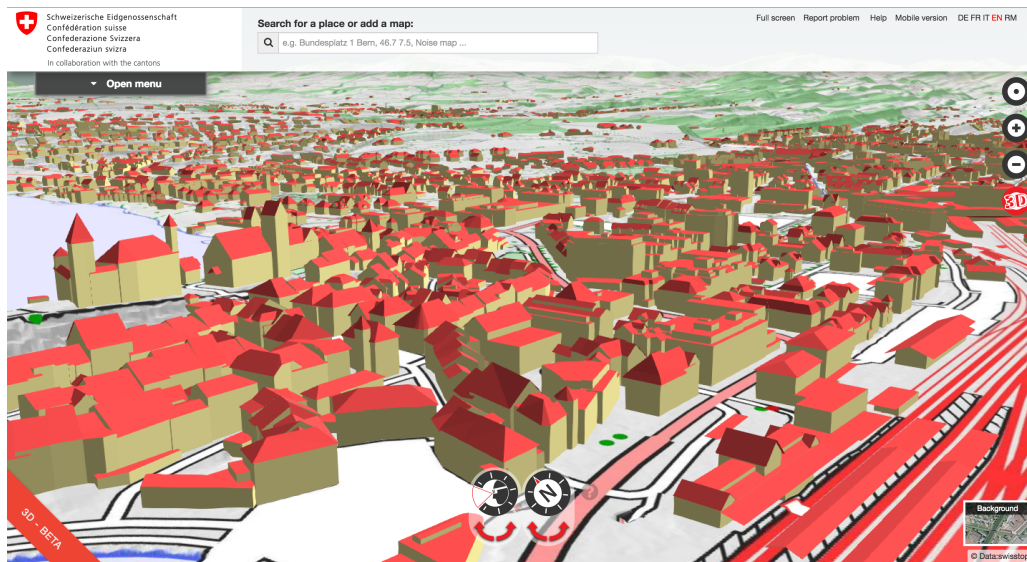 Schweizerische Eidgenossenschaft
Confédération suisse
Confederazione Svizzera
Confederaziun svizra
In collaboration with the cantons
Search for a place or add a map:
e.g. Bundesplatz 1 Bern, 46.7 7.5, Noise map ...
Full screen Report problem Help Mobile version DE FR IT EN RM
Open menu
3D
N
?
3D - BETA
Background
© Data:swisstop